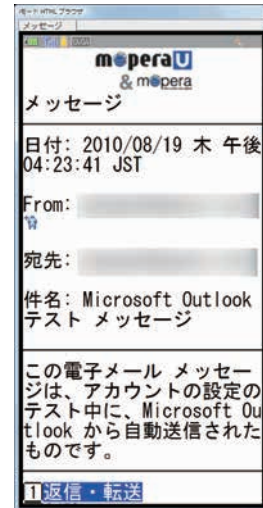 iモード HTML ブラウザ
メッセージ
mopera U
& mopera
メッセージ
日付: 2010/08/19 木 午後
04:23:41 JST
From:
宛先:
件名: Microsoft Outlook
テスト メッセージ
この電子メール メッセー
ジは、アカウントの設定の
テスト中に、Microsoft Ou
tlook から自動送信された
ものです。
1 返信・転送